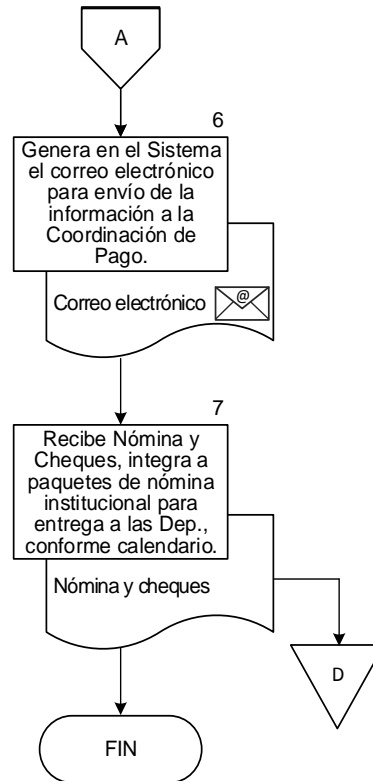 A
6
Genera en el Sistema
el correo electrónico
para envío de la
información a la
Coordinación de
Pago.
Correo electrónico
@
7
Recibe Nómina y
Cheques, integra a
paquetes de nómina
institucional para
entrega a las Dep.,
conforme calendario.
Nómina y cheques
D
FIN